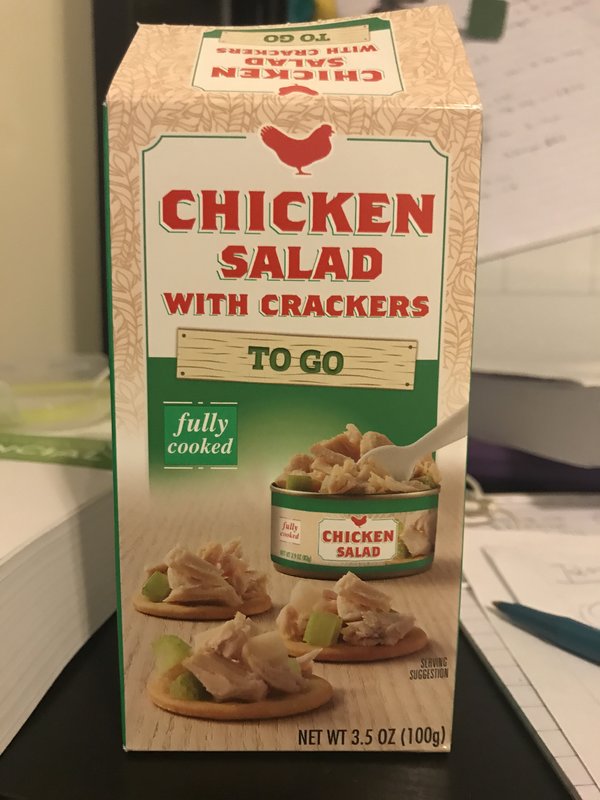 TO GO
WITH CRACKERS
SALAD
CHICKEN
CHICKEN
SALAD
WITH CRACKERS
TO GO
fully
cooked
fully
cooked
CHICKEN
SALAD
SERVING
SUGGESTION
NET WT 3.5 OZ (100g)